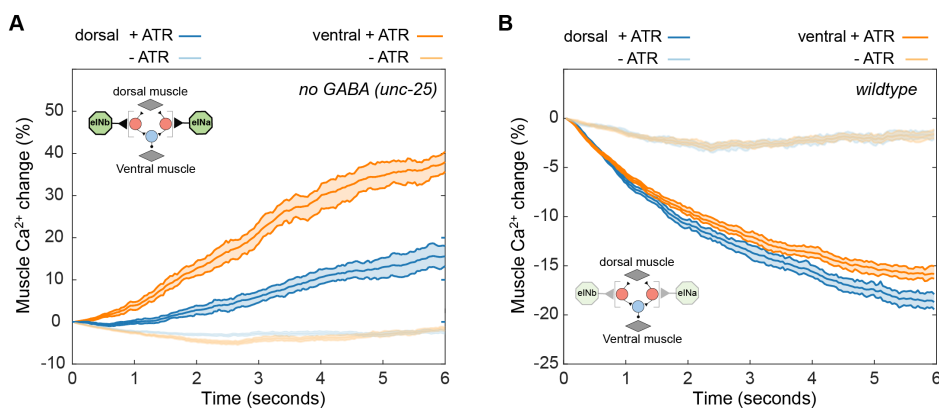 A
dorsal + ATR
- ATR
ventral + ATR
- ATR
no GABA (unc-25)
Muscle Ca²⁺ change (%)
50
40
30
20
10
0
-10
dorsal muscle
eINb
eINa
Ventral muscle
0 1 2 3 4 5 6
Time (seconds)
B
dorsal + ATR
- ATR
ventral + ATR
- ATR
wildtype
Muscle Ca²⁺ change (%)
0
-5
-10
-15
-20
-25
dorsal muscle
eINb
eINa
Ventral muscle
0 1 2 3 4 5 6
Time (seconds)